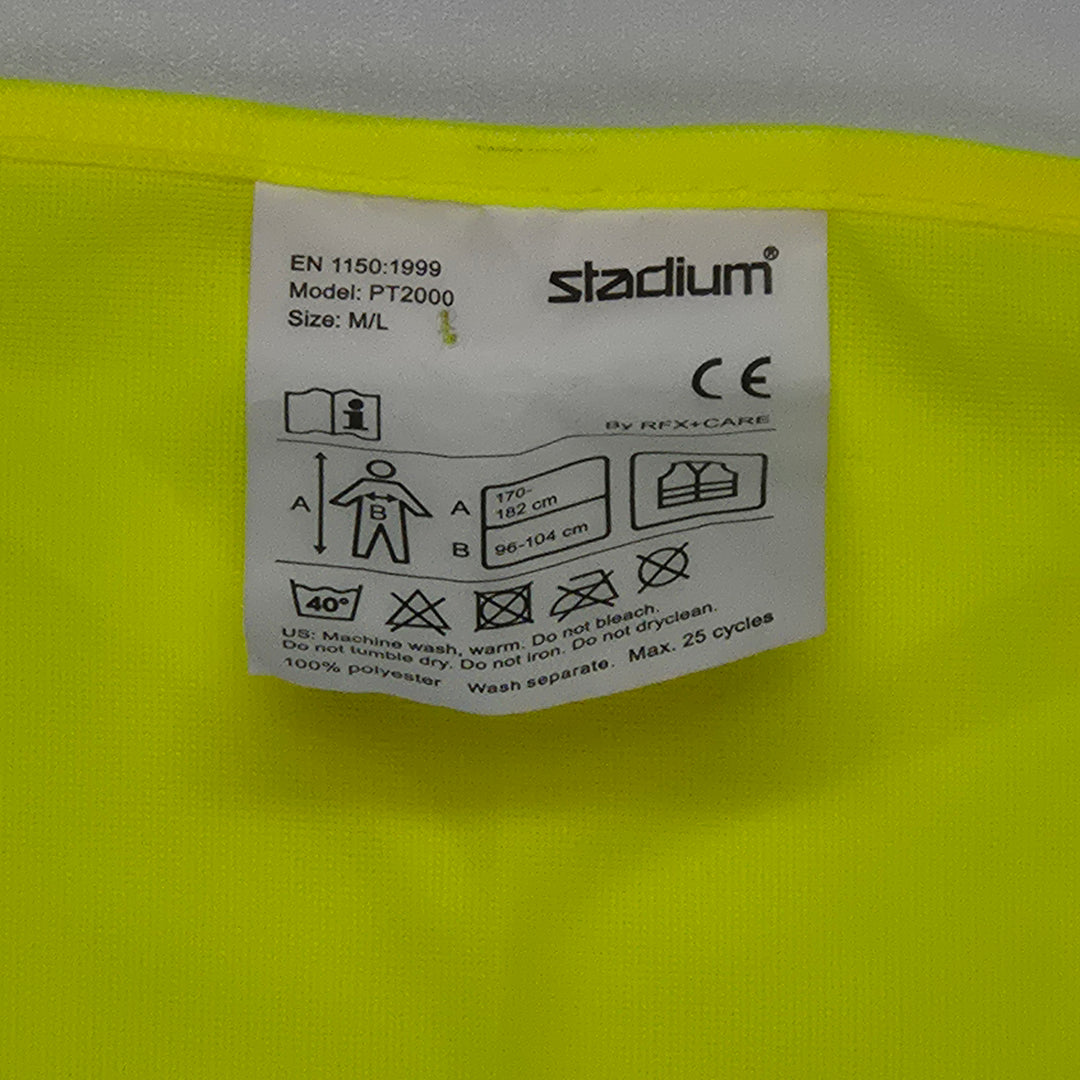 EN 1150:1999
Model: PT2000
Size: M/L
stadium®
CE
By RFX+CARE
i
A
B
A
170-
182 cm
B
96-104 cm
40°
US: Machine wash, warm. Do not bleach.
Do not tumble dry. Do not iron. Do not dryclean.
100% polyester Wash separate. Max. 25 cycles